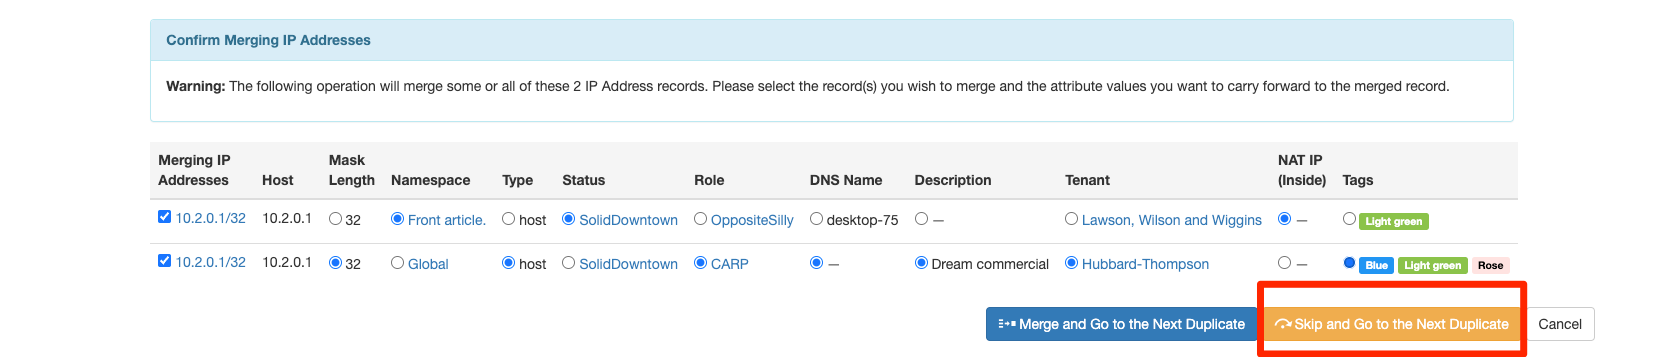 Confirm Merging IP Addresses
Warning: The following operation will merge some or all of these 2 IP Address records. Please select the record(s) you wish to merge and the attribute values you want to carry forward to the merged record.
Merging IP Addresses Host Mask Length Namespace Type Status Role DNS Name Description Tenant NAT IP (Inside) Tags
10.2.0.1/32 10.2.0.1 32 Front article. host SolidDowntown OppositeSilly desktop-75 — Lawson, Wilson and Wiggins — Light green
10.2.0.1/32 10.2.0.1 32 Global host SolidDowntown CARP — Dream commercial Hubbard-Thompson — Blue Light green Rose
Merge and Go to the Next Duplicate Skip and Go to the Next Duplicate Cancel